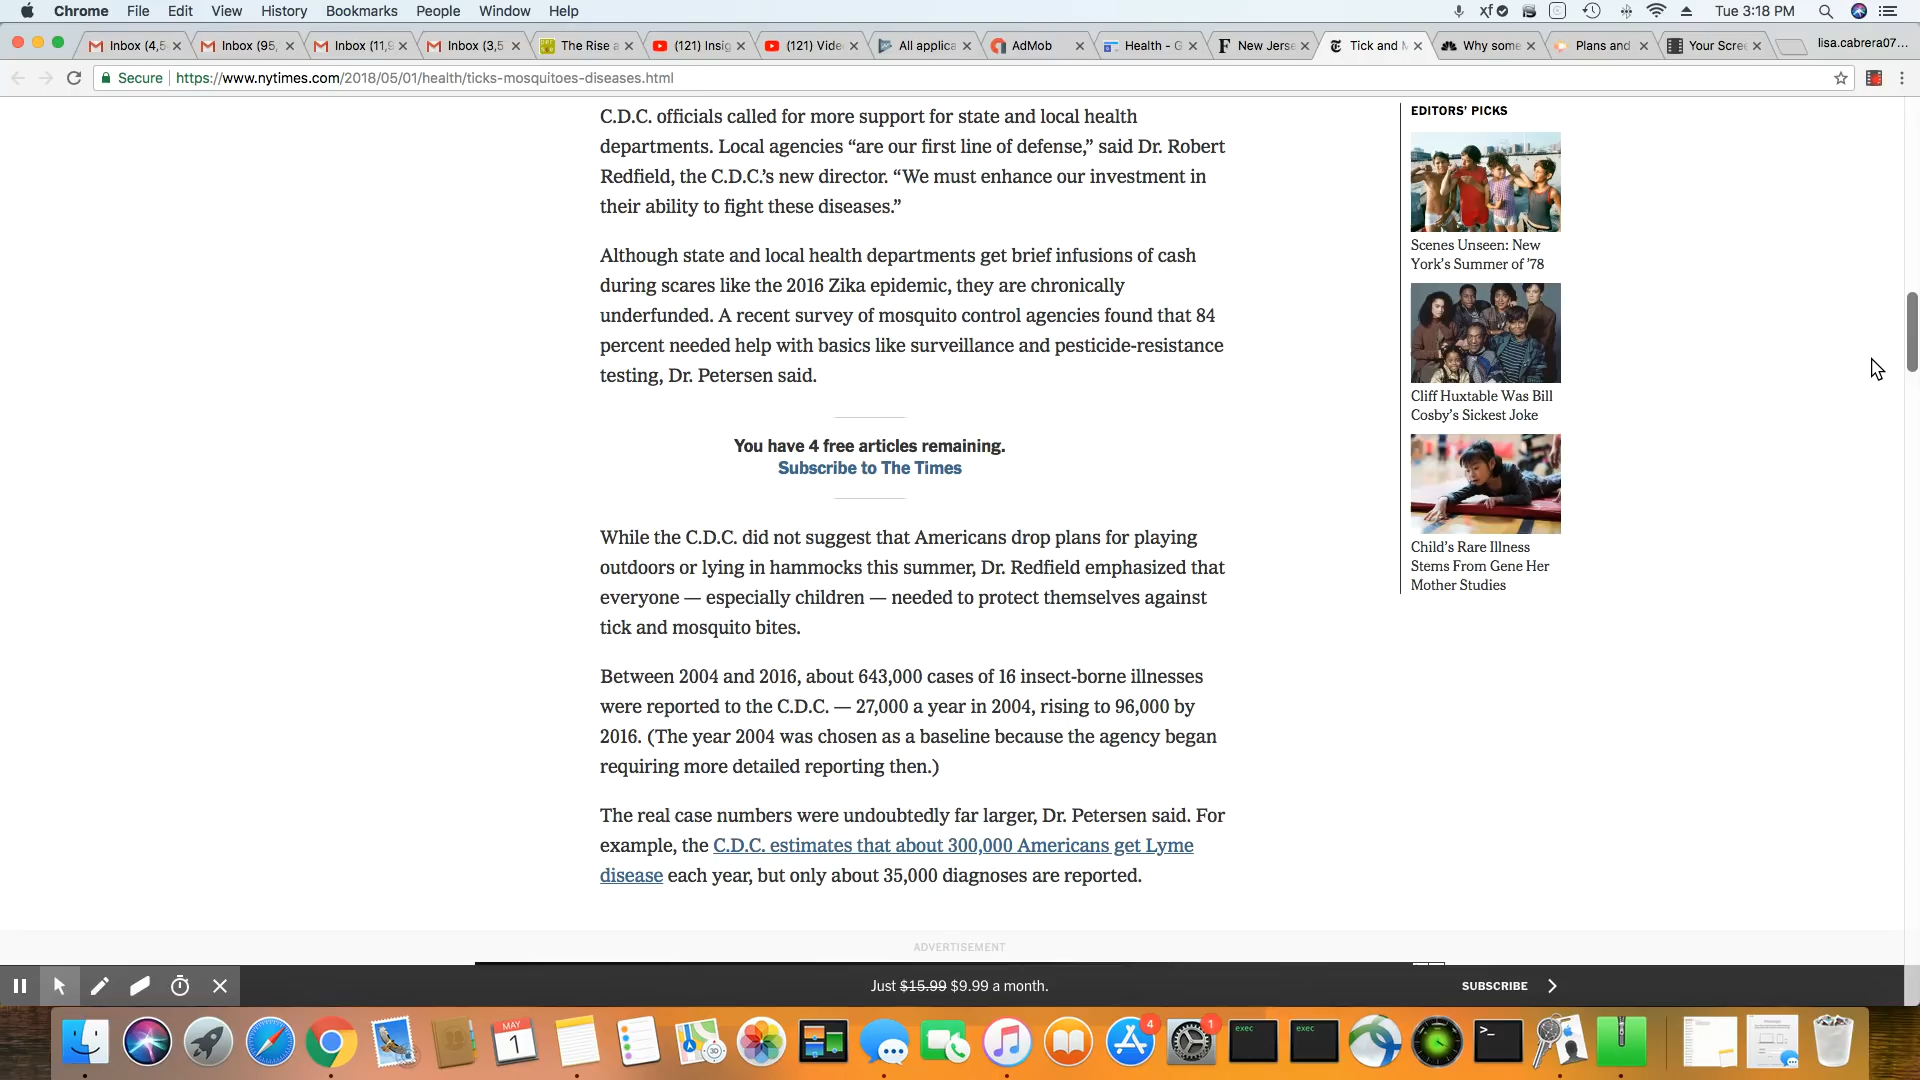 Chrome File Edit View History Bookmarks People Window Help
Tue 3:18 PM
Inbox (4,5
Inbox (95,
Inbox (11,9
Inbox (3,5
The Rise a
(121) Insig
(121) Vide
All applica
AdMob
Health - G
New Jerse
Tick and M
Why some
Plans and
Your Scree
lisa.cabrera07...
Secure
https://www.nytimes.com/2018/05/01/health/ticks-mosquitoes-diseases.html
C.D.C. officials called for more support for state and local health
departments. Local agencies “are our first line of defense,” said Dr. Robert
Redfield, the C.D.C.’s new director. “We must enhance our investment in
their ability to fight these diseases.”
Although state and local health departments get brief infusions of cash
during scares like the 2016 Zika epidemic, they are chronically
underfunded. A recent survey of mosquito control agencies found that 84
percent needed help with basics like surveillance and pesticide-resistance
testing, Dr. Petersen said.
You have 4 free articles remaining.
Subscribe to The Times
While the C.D.C. did not suggest that Americans drop plans for playing
outdoors or lying in hammocks this summer, Dr. Redfield emphasized that
everyone — especially children — needed to protect themselves against
tick and mosquito bites.
Between 2004 and 2016, about 643,000 cases of 16 insect-borne illnesses
were reported to the C.D.C. — 27,000 a year in 2004, rising to 96,000 by
2016. (The year 2004 was chosen as a baseline because the agency began
requiring more detailed reporting then.)
The real case numbers were undoubtedly far larger, Dr. Petersen said. For
example, the C.D.C. estimates that about 300,000 Americans get Lyme
disease each year, but only about 35,000 diagnoses are reported.
EDITORS’ PICKS
Scenes Unseen: New
York’s Summer of ’78
Cliff Huxtable Was Bill
Cosby’s Sickest Joke
Child’s Rare Illness
Stems From Gene Her
Mother Studies
ADVERTISEMENT
Just $15.99 $9.99 a month.
SUBSCRIBE
MAY
1
3D
4
1
exec
exec